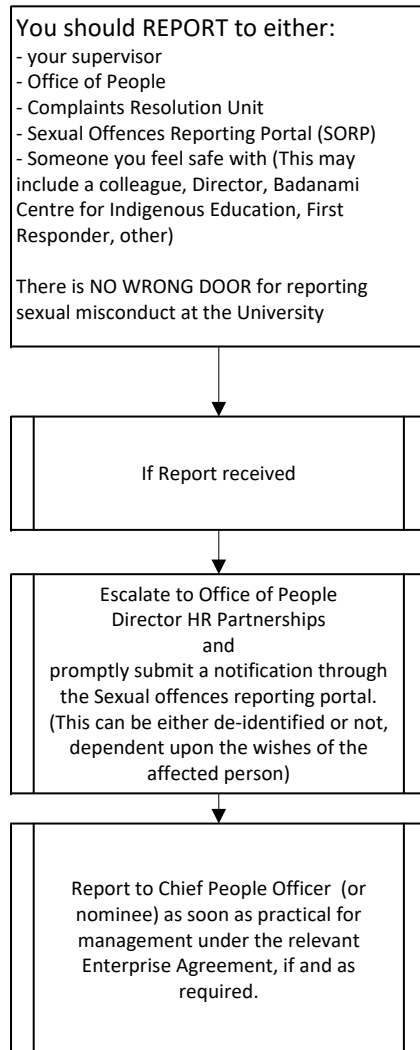 You should REPORT to either:
- your supervisor
- Office of People
- Complaints Resolution Unit
- Sexual Offences Reporting Portal (SORP)
- Someone you feel safe with (This may
include a colleague, Director, Badanami
Centre for Indigenous Education, First
Responder, other)
There is NO WRONG DOOR for reporting
sexual misconduct at the University
If Report received
Escalate to Office of People
Director HR Partnerships
and
promptly submit a notification through
the Sexual offences reporting portal.
(This can be either de-identified or not,
dependent upon the wishes of the
affected person)
Report to Chief People Officer (or
nominee) as soon as practical for
management under the relevant
Enterprise Agreement, if and as
required.